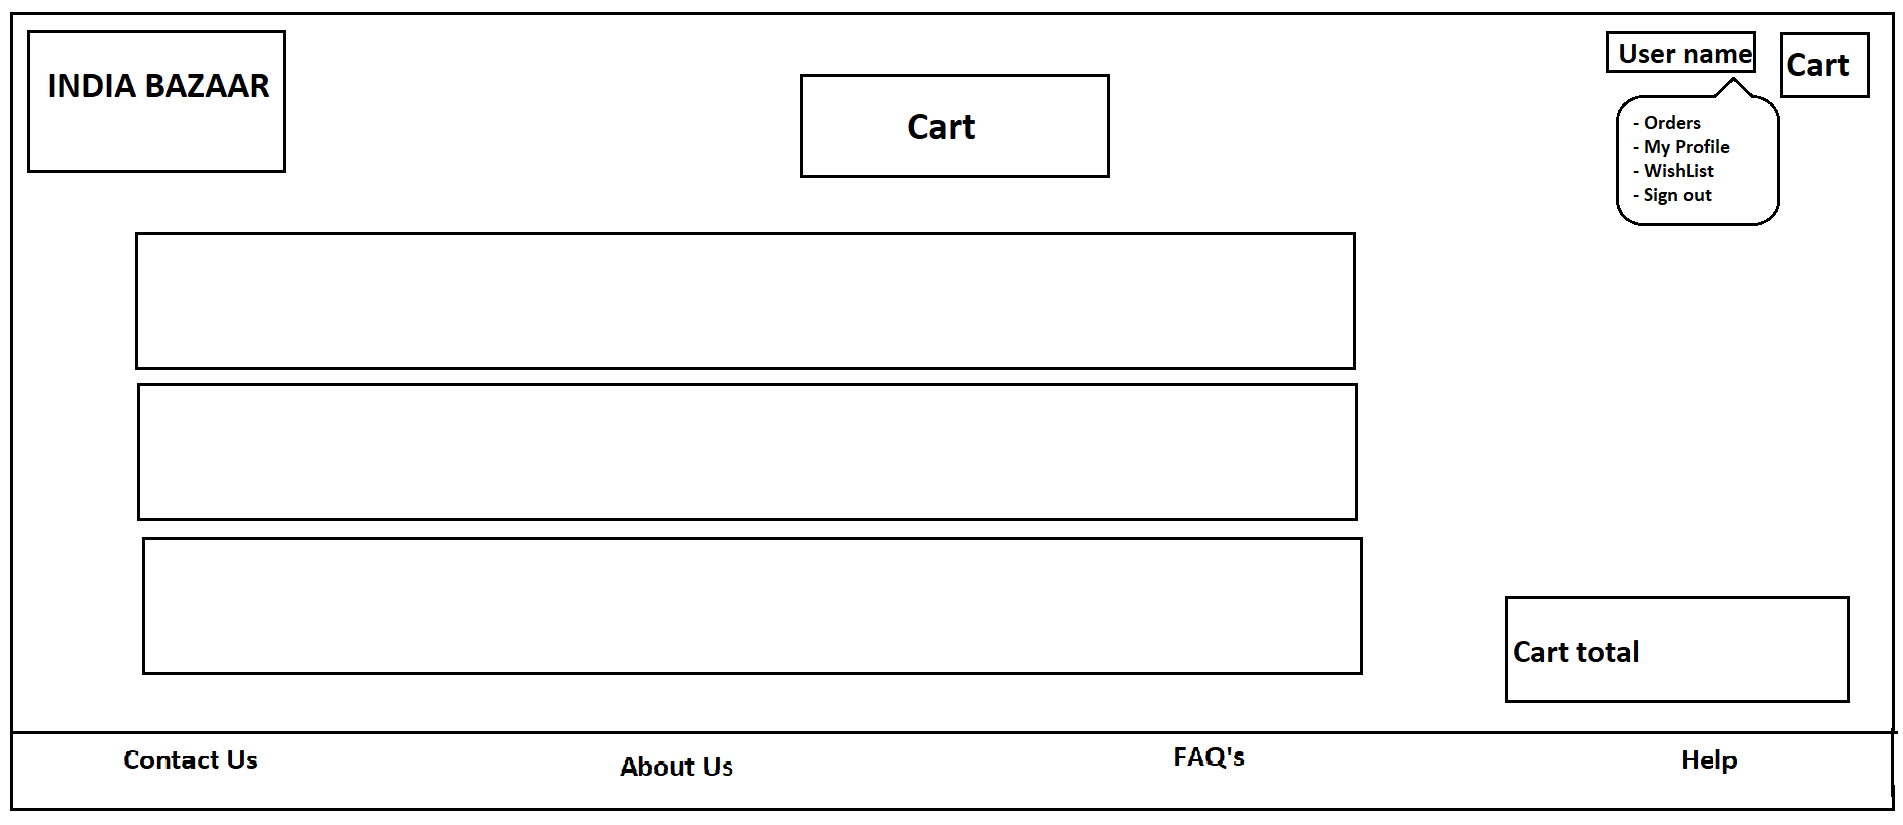 INDIA BAZAAR
Cart
User name
Cart
- Orders
- My Profile
- WishList
- Sign out
Cart total
Contact Us
About Us
FAQ's
Help